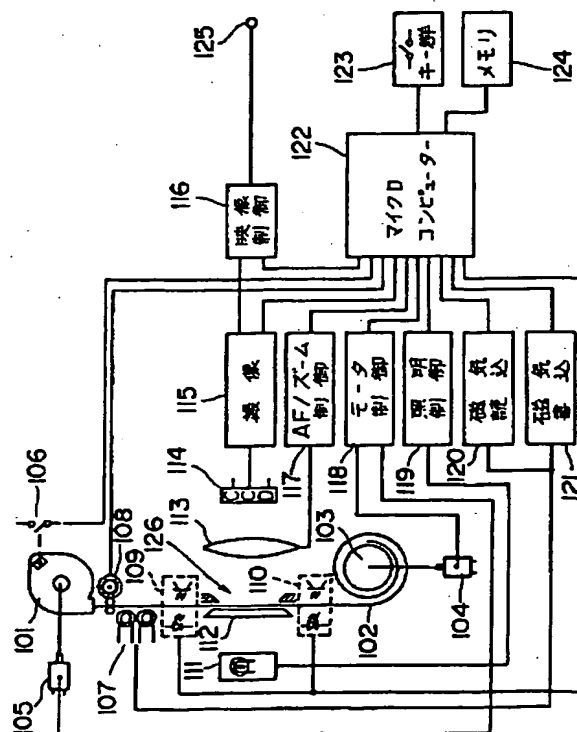 125
123
キー群
メモリ
124
122
マイクロ
コンピューター
116
映像
制御
115
撮像
AF/ズーム
制御
117
モータ
制御
118
照明
制御
119
磁気
読込
120
磁気
書込
121
114
CCD
113
106
108
126
103
109
110
101
102
104
112
107
111
105